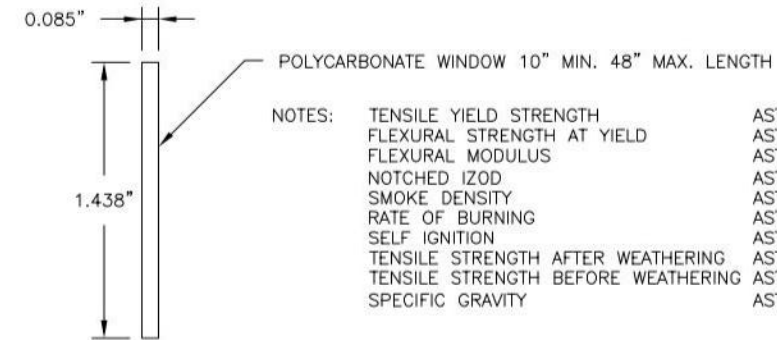 0.085"
POLYCARBONATE WINDOW 10" MIN. 48" MAX. LENGTH
NOTES: TENSILE YIELD STRENGTH
FLEXURAL STRENGTH AT YIELD
FLEXURAL MODULUS
NOTCHED IZOD
1.438" SMOKE DENSITY
RATE OF BURNING
SELF IGNITION
TENSILE STRENGTH AFTER WEATHERING
TENSILE STRENGTH BEFORE WEATHERING
SPECIFIC GRAVITY